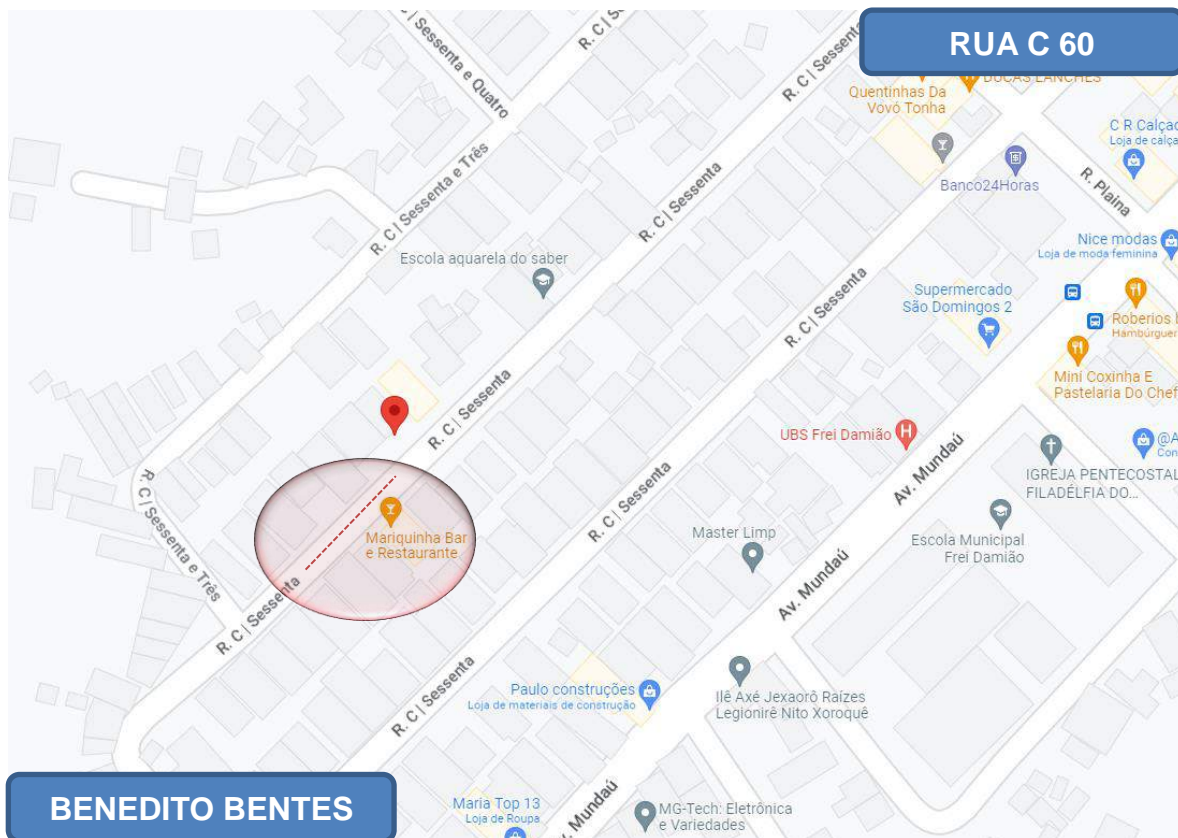 RUA C 60
R. C | Sessenta e Quatro
R. C | S
R. C | Sessenta
DUCAS LANCHES
Quentinhas Da
Vovó Tonha
C R Calçad
Loja de calça
Banco24Horas
R. Plaina
R. C | Sessenta e Três
R. C | Sessenta
Nice modas
Loja de moda feminina
Escola aquarela do saber
Supermercado
São Domingos 2
R. C | Sessenta
Roberios
Hambúrguer
Mini Coxinha E
Pastelaria Do Chef
R. C | Sessenta
UBS Frei Damião
@A
Con
Av. Mundaú
IGREJA PENTECOSTAL
FILADÉLFIA DO...
R. C | Sessenta e Três
R. C | Sessenta
Mariquinha Bar
e Restaurante
Master Limp
Escola Municipal
Frei Damião
Av. Mundaú
R. C | Sessenta
R. C | Sessenta
Paulo construções
Loja de materiais de construção
Ilê Axé Jexaorô Raízes
Legionirê Nito Xoroquê
BENEDITO BENTES
Maria Top 13
Loja de Roupa
Av. Mundaú
MG-Tech: Eletrônica
e Variedades